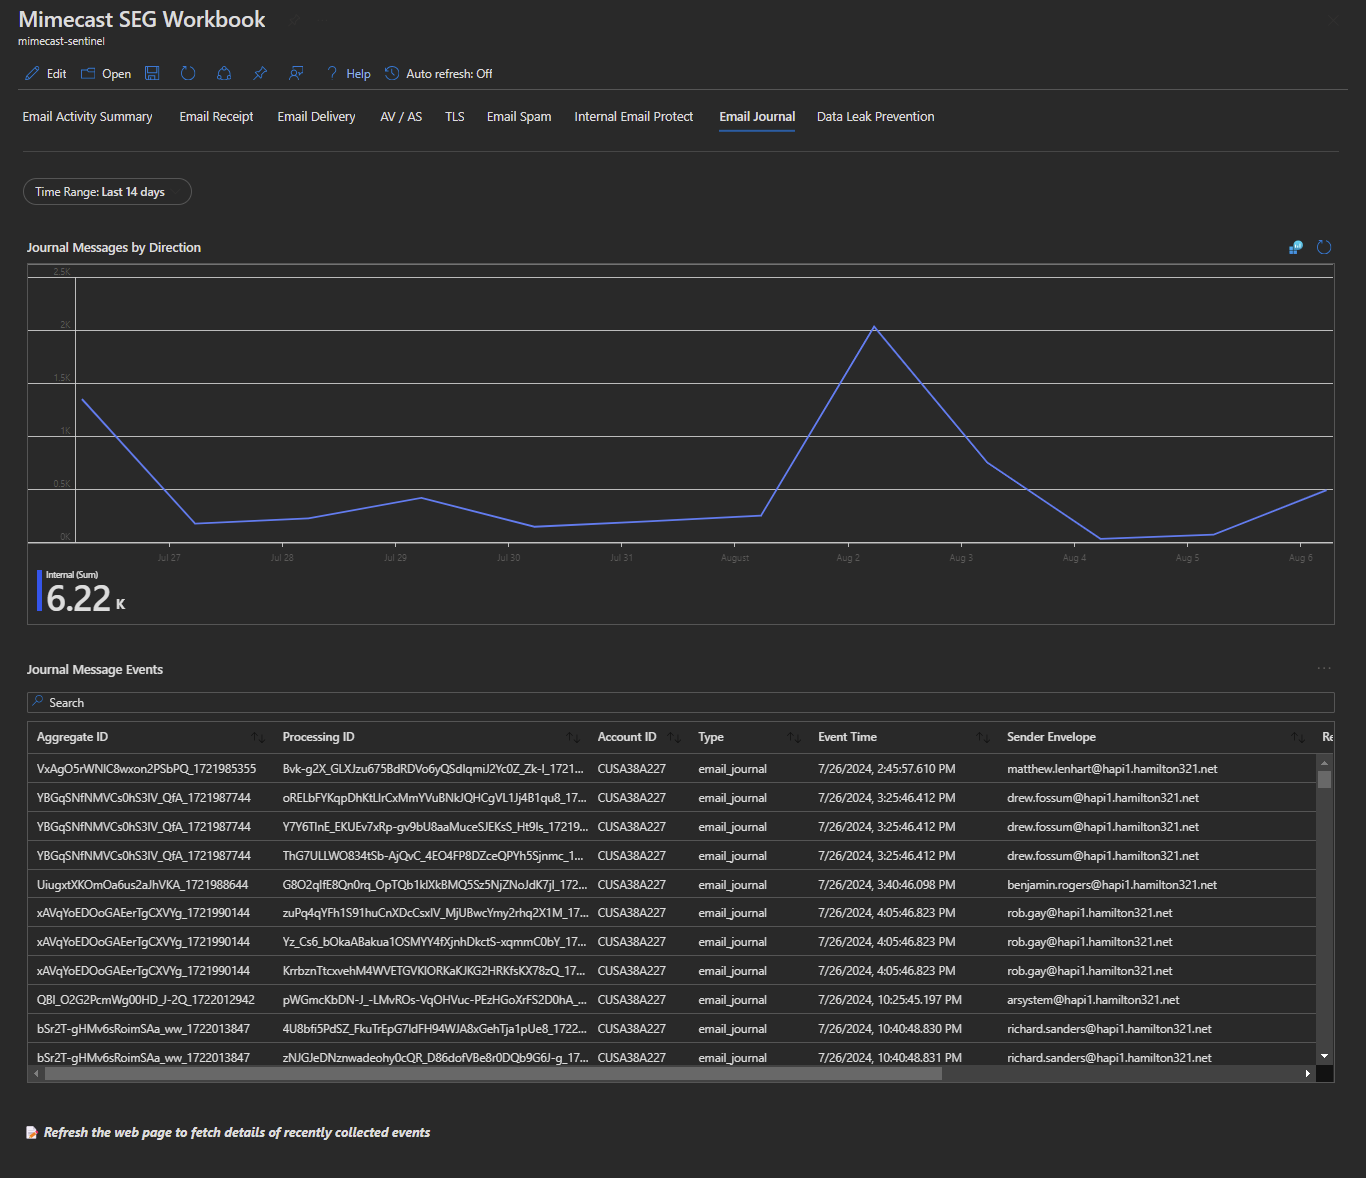 Mimecast SEG Workbook
mimecast-sentinel
Edit Open Help Auto refresh: Off
Email Activity Summary Email Receipt Email Delivery AV / AS TLS Email Spam Internal Email Protect Email Journal Data Leak Prevention
Time Range: Last 14 days
Journal Messages by Direction
2.5K
2K
1.5K
1K
0.5K
0K
Jul 27 Jul 28 Jul 29 Jul 30 Jul 31 August Aug 2 Aug 3 Aug 4 Aug 5 Aug 6
Internal (Sum)
6.22 K
Journal Message Events
Search
Aggregate ID Processing ID Account ID Type Event Time Sender Envelope Re
VxAgO5rWNIC8wxon2PSbPQ_1721985355 Bvk-g2X_GLXJzu675BdRDVo6yQSdIqmiJ2Yc0Z_Zk-I_1721... CUSA38A227 email_journal 7/26/2024, 2:45:57.610 PM matthew.lenhart@hapi1.hamilton321.net
YBGqSNfNMVCs0hS3IV_QfA_1721987744 oRELbFYKqpDhKtLIrCxMmYVuBNkJQHCgVL1Jj4B1qu8_17... CUSA38A227 email_journal 7/26/2024, 3:25:46.412 PM drew.fossum@hapi1.hamilton321.net
YBGqSNfNMVCs0hS3IV_QfA_1721987744 Y7Y6TInE_EKUEv7xRp-gv9bU8aaMuceSJEKsS_Ht9Is_17219... CUSA38A227 email_journal 7/26/2024, 3:25:46.412 PM drew.fossum@hapi1.hamilton321.net
YBGqSNfNMVCs0hS3IV_QfA_1721987744 ThG7ULLWO834tSb-AjQvC_4EO4FP8DZceQPYh5Sjnmc_1... CUSA38A227 email_journal 7/26/2024, 3:25:46.412 PM drew.fossum@hapi1.hamilton321.net
UiugxtXKOmOa6us2aJhVKA_1721988644 G8O2qIfE8Qn0rq_OpTQb1kIXkBMQ5Sz5NjZNoJdK7jI_172... CUSA38A227 email_journal 7/26/2024, 3:40:46.098 PM benjamin.rogers@hapi1.hamilton321.net
xAVqYoEDOoGAEerTgCXVYg_1721990144 zuPq4qYFh1S91huCnXDcCsxIV_MjUBwcYmy2rhq2X1M_17... CUSA38A227 email_journal 7/26/2024, 4:05:46.823 PM rob.gay@hapi1.hamilton321.net
xAVqYoEDOoGAEerTgCXVYg_1721990144 Yz_Cs6_bOkaABakua1OSMYY4fXjnhDkctS-xqmmC0bY_17... CUSA38A227 email_journal 7/26/2024, 4:05:46.823 PM rob.gay@hapi1.hamilton321.net
xAVqYoEDOoGAEerTgCXVYg_1721990144 KrrbznTtcxvehM4WVETGVKIORKaKJKG2HRKfsKX78zQ_17... CUSA38A227 email_journal 7/26/2024, 4:05:46.823 PM rob.gay@hapi1.hamilton321.net
QBI_O2G2PcmWg00HD_J-2Q_1722012942 pWGmcKbDN-J_-LMvROs-VqOHVuc-PEzHGoXrFS2D0hA_... CUSA38A227 email_journal 7/26/2024, 10:25:45.197 PM arsystem@hapi1.hamilton321.net
bSr2T-gHMv6sRoimSAa_ww_1722013847 4U8bfi5PdSZ_FkuTrEpG7IdFH94WJA8xGehTja1pUe8_1722... CUSA38A227 email_journal 7/26/2024, 10:40:48.830 PM richard.sanders@hapi1.hamilton321.net
bSr2T-gHMv6sRoimSAa_ww_1722013847 zNJGJeDNznwadeohy0cQR_D86dofVBe8r0DQb9G6J-g_17... CUSA38A227 email_journal 7/26/2024, 10:40:48.831 PM richard.sanders@hapi1.hamilton321.net
Refresh the web page to fetch details of recently collected events